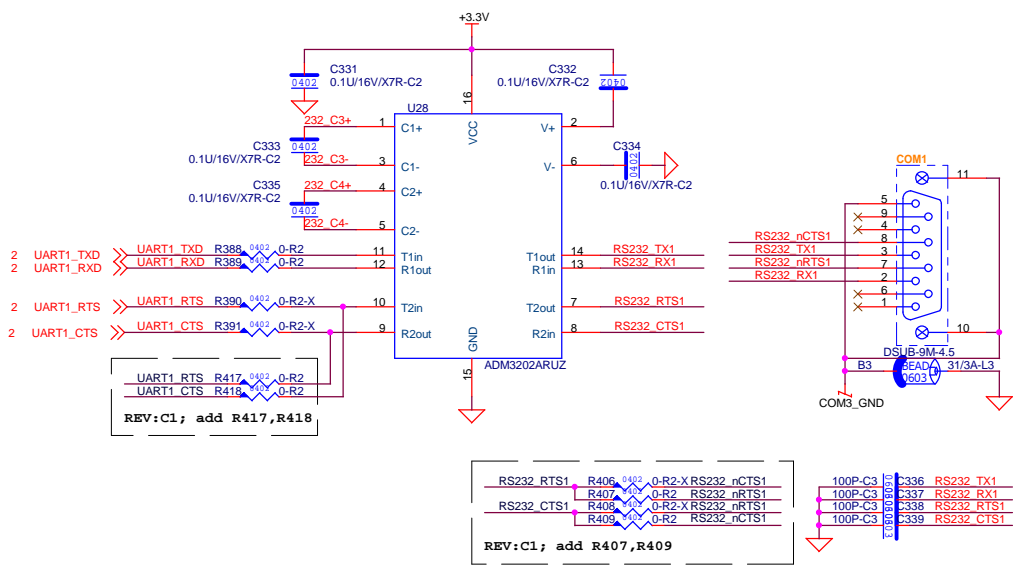 +3.3V
C331
0402
0.1U/16V/X7R-C2
C332
0402
0.1U/16V/X7R-C2
16
U28
232_C3+ 1 C1+ VCC V+ 2
C333
0402
0.1U/16V/X7R-C2
232_C3- 3 C1- V- 6
C334
0402
0.1U/16V/X7R-C2
C335
0402
0.1U/16V/X7R-C2
232_C4+ 4 C2+
232_C4- 5 C2-
2 UART1_TXD UART1_TXD R388 0402 0-R2 11 T1in T1out 14 RS232_TX1
2 UART1_RXD UART1_RXD R389 0-R2 12 R1out R1in 13 RS232_RX1
2 UART1_RTS UART1_RTS R390 0402 0-R2-X 10 T2in T2out 7 RS232_RTS1
2 UART1_CTS UART1_CTS R391 0402 0-R2-X 9 R2out R2in 8 RS232_CTS1
GND
15
ADM3202ARUZ
UART1_RTS R417 0402 0-R2
UART1_CTS R418 0402 0-R2
REV:C1; add R417,R418
COM1
11
5
9
4
RS232_nCTS1 8
RS232_TX1 3
RS232_nRTS1 7
RS232_RX1 2
6
1
10
DSUB-9M-4.5
B3 BEAD 31/3A-L3
0603
COM3_GND
RS232_RTS1 R406 0402 0-R2-X RS232_nCTS1
R407 0-R2 RS232_nRTS1
RS232_CTS1 R408 0402 0-R2-X RS232_nRTS1
R409 0-R2 RS232_nCTS1
REV:C1; add R407,R409
100P-C3 C336 RS232_TX1
100P-C3 C337 RS232_RX1
100P-C3 C338 RS232_RTS1
100P-C3 C339 RS232_CTS1